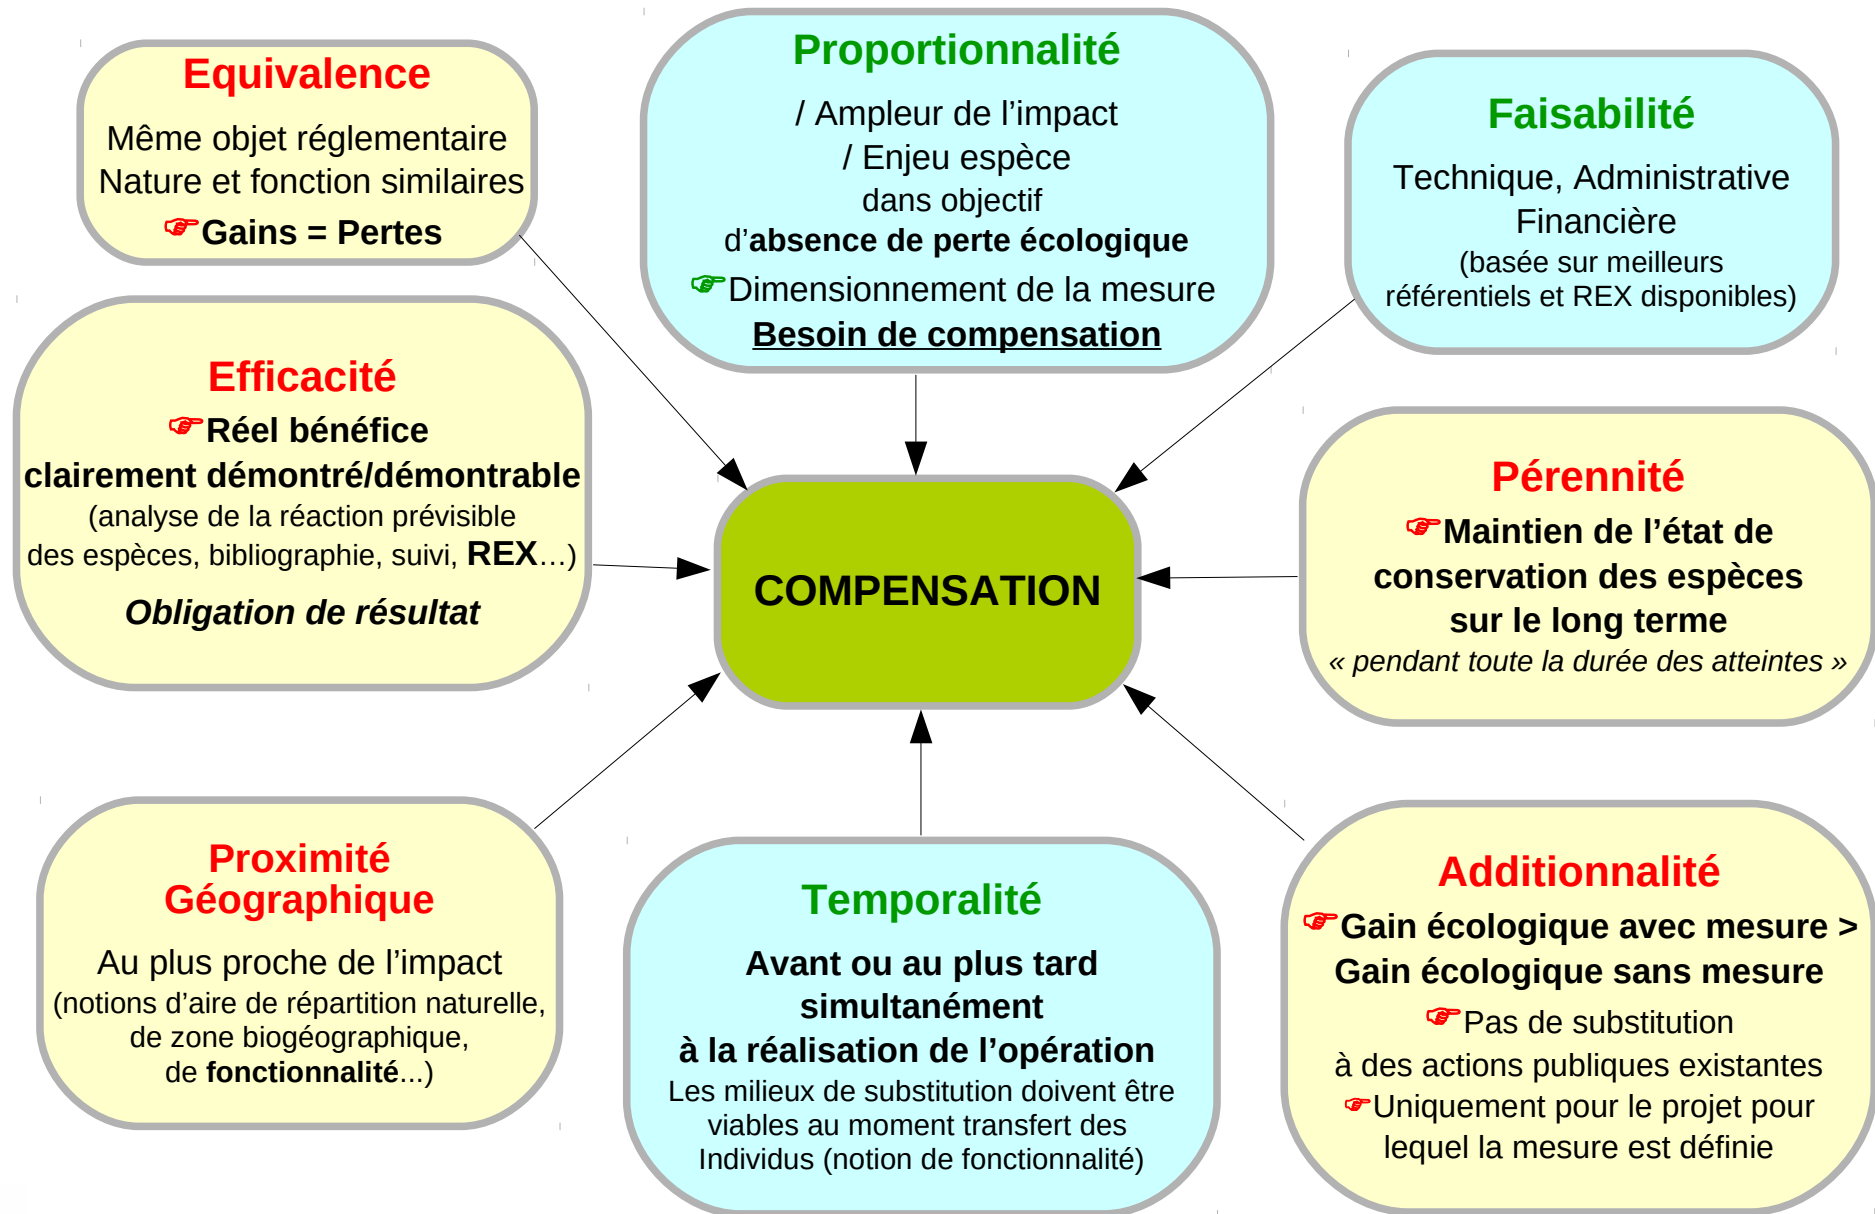 Equivalence
Même objet réglementaire
Nature et fonction similaires
☞Gains = Pertes
Proportionnalité
/ Ampleur de l’impact
/ Enjeu espèce
dans objectif
d’absence de perte écologique
☞Dimensionnement de la mesure
Besoin de compensation
Faisabilité
Technique, Administrative
Financière
(basée sur meilleurs
référentiels et REX disponibles)
Efficacité
☞Réel bénéfice
clairement démontré/démontrable
(analyse de la réaction prévisible
des espèces, bibliographie, suivi, REX…)
Obligation de résultat
COMPENSATION
Pérennité
☞Maintien de l’état de
conservation des espèces
sur le long terme
« pendant toute la durée des atteintes »
Proximité
Géographique
Au plus proche de l’impact
(notions d’aire de répartition naturelle,
de zone biogéographique,
de fonctionnalité...)
Temporalité
Avant ou au plus tard
simultanément
à la réalisation de l’opération
Les milieux de substitution doivent être
viables au moment transfert des
Individus (notion de fonctionnalité)
Additionnalité
☞Gain écologique avec mesure >
Gain écologique sans mesure
☞Pas de substitution
à des actions publiques existantes
☞Uniquement pour le projet pour
lequel la mesure est définie